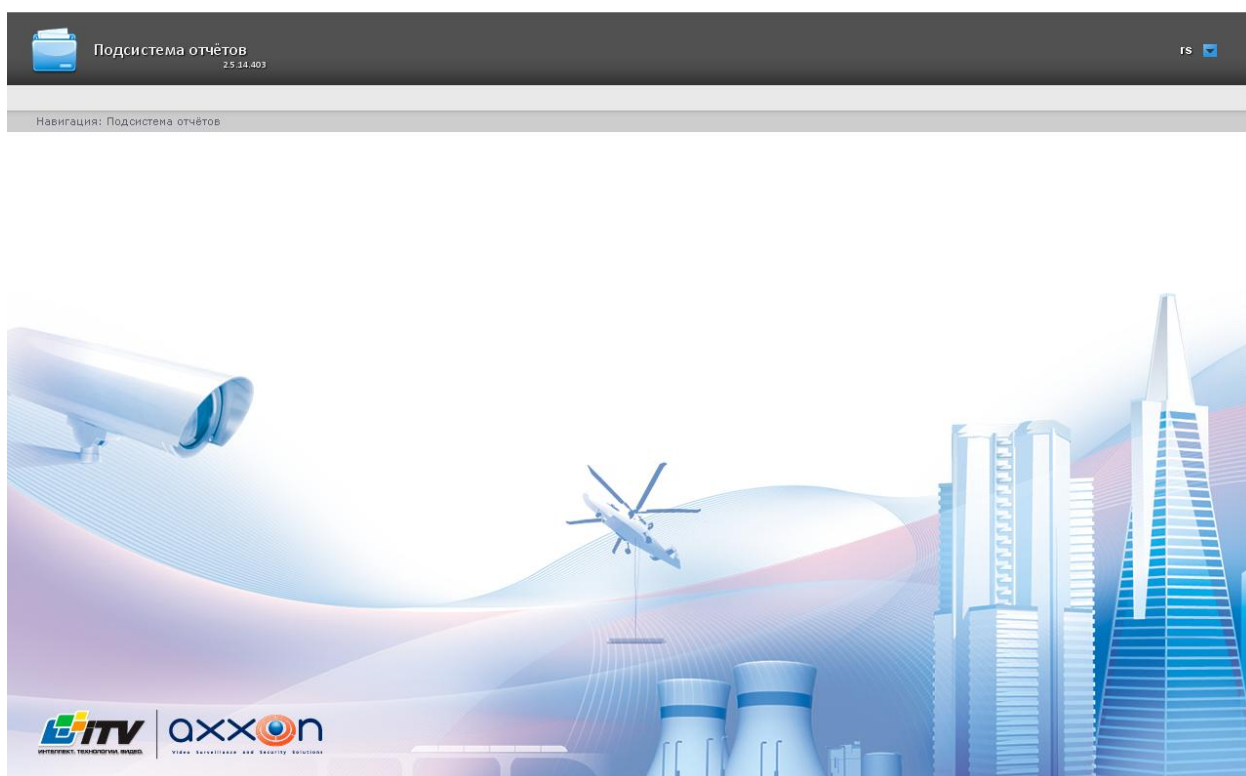 Подсистема отчётов
2.5.14.403
rs
Навигация: Подсистема отчётов
iTV
ИНТЕЛЛЕКТ. ТЕХНОЛОГИИ. ВИДЕО.
axxon
Video Surveillance and Security Solutions